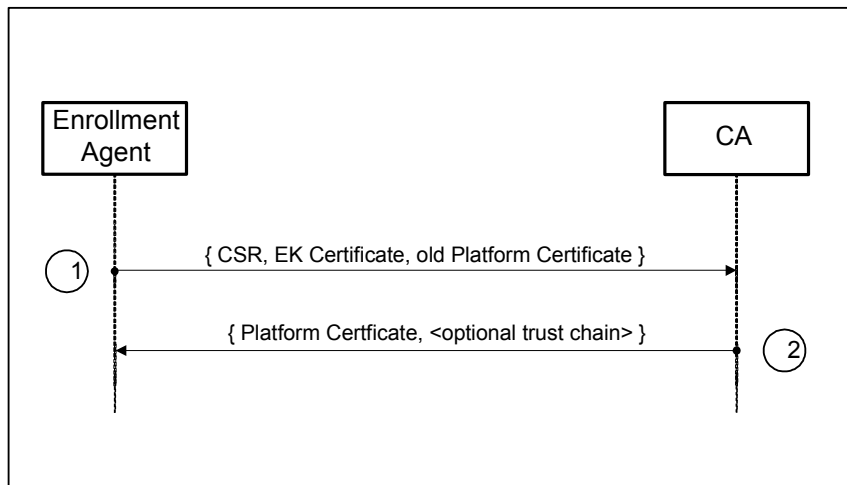 Enrollment
Agent
CA
{ CSR, EK Certificate, old Platform Certificate }
1
{ Platform Certficate, <optional trust chain> }
2